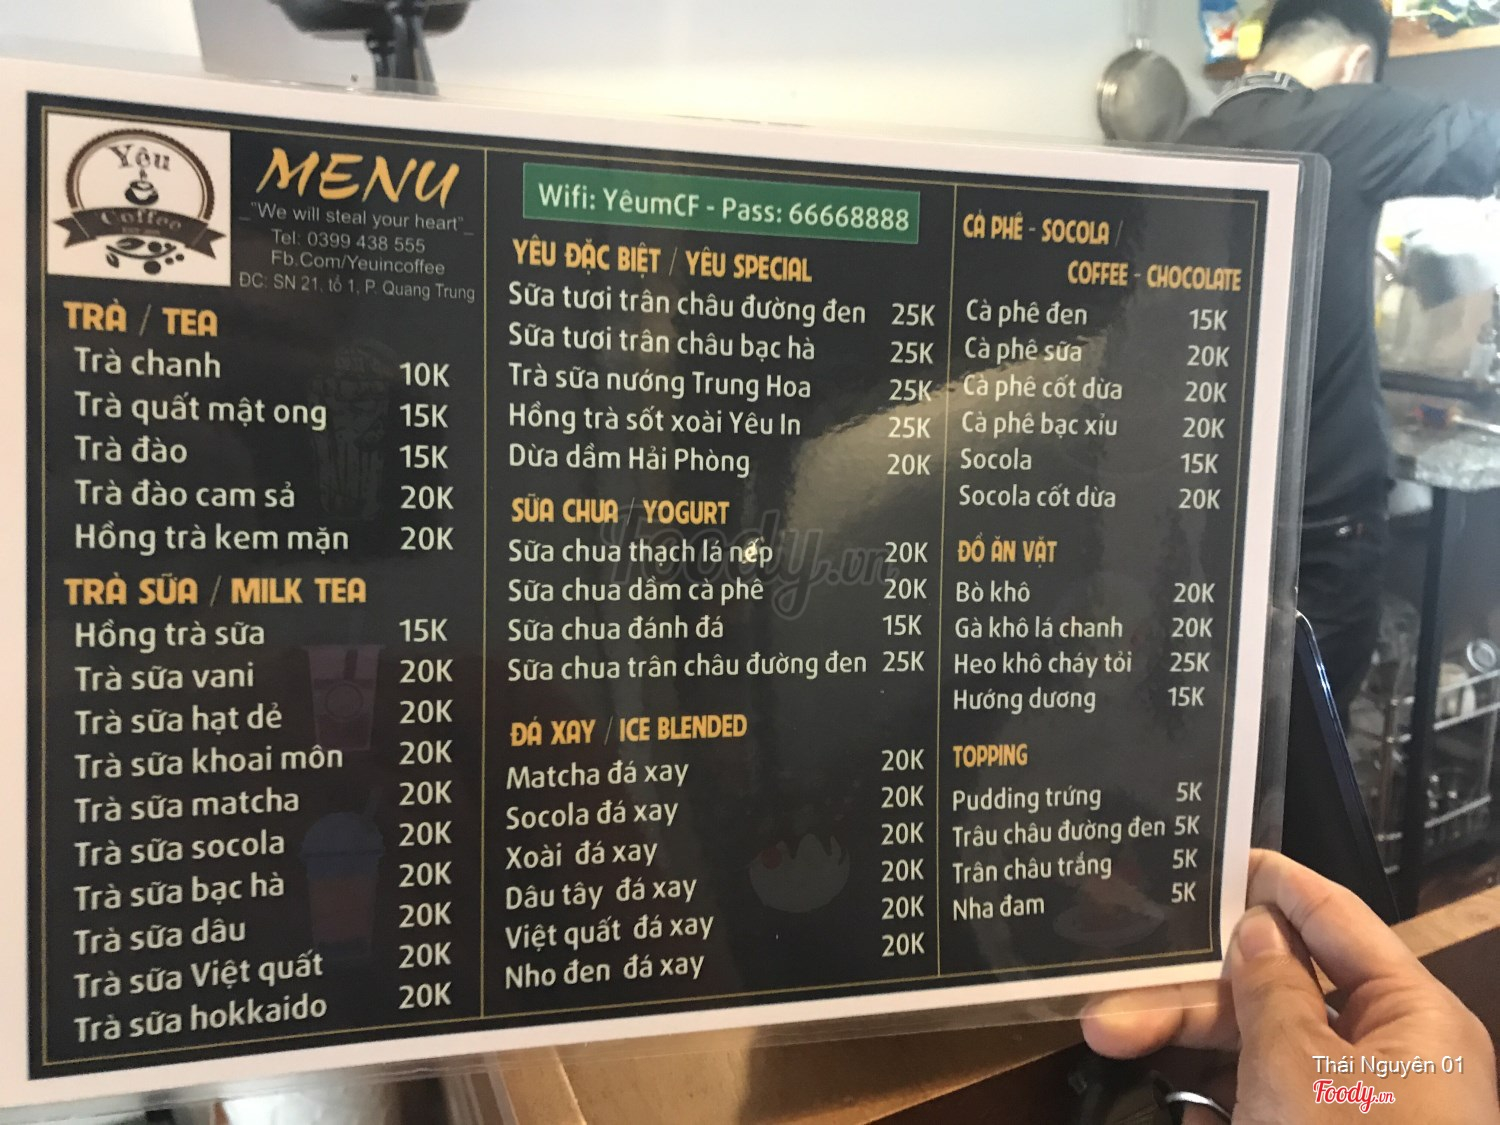 Yêu
Coffee
MENU
_"We will steal your heart"_
Tel: 0399 438 555
Fb.Com/Yeuincoffee
ĐC: SN 21, tổ 1, P. Quang Trung
TRÀ / TEA
Trà chanh 10K
Trà quất mật ong 15K
Trà đào 15K
Trà đào cam sả 20K
Hồng trà kem mặn 20K
TRÀ SỮA / MILK TEA
Hồng trà sữa 15K
Trà sữa vani 20K
Trà sữa hạt dẻ 20K
Trà sữa khoai môn 20K
Trà sữa matcha 20K
Trà sữa socola 20K
Trà sữa bạc hà 20K
Trà sữa dâu 20K
Trà sữa Việt quất 20K
Trà sữa hokkaido 20K
Wifi: YêumCF - Pass: 66668888
YÊU ĐẶC BIỆT / YÊU SPECIAL
Sữa tươi trân châu đường đen 25K
Sữa tươi trân châu bạc hà 25K
Trà sữa nướng Trung Hoa 25K
Hồng trà sốt xoài Yêu In 25K
Dừa dầm Hải Phòng 20K
SỮA CHUA / YOGURT
Sữa chua thạch lá nếp 20K
Sữa chua dầm cà phê 20K
Sữa chua đánh đá 15K
Sữa chua trân châu đường đen 25K
ĐÁ XAY / ICE BLENDED
Matcha đá xay 20K
Socola đá xay 20K
Xoài đá xay 20K
Dâu tây đá xay 20K
Việt quất đá xay 20K
Nho đen đá xay 20K
CÀ PHÊ - SOCOLA /
COFFEE - CHOCOLATE
Cà phê đen 15K
Cà phê sữa 20K
Cà phê cốt dừa 20K
Cà phê bạc xỉu 20K
Socola 15K
Socola cốt dừa 20K
ĐỒ ĂN VẶT
Bò khô 20K
Gà khô lá chanh 20K
Heo khô cháy tỏi 25K
Hướng dương 15K
TOPPING
Pudding trứng 5K
Trâu châu đường đen 5K
Trân châu trắng 5K
Nha đam 5K
Foody.vn
Thái Nguyên 01
Foody.vn